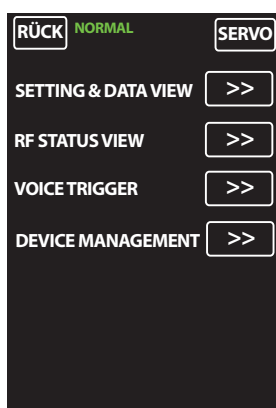 RÜCK NORMAL SERVO
SETTING & DATA VIEW >>
RF STATUS VIEW >>
VOICE TRIGGER >>
DEVICE MANAGEMENT >>